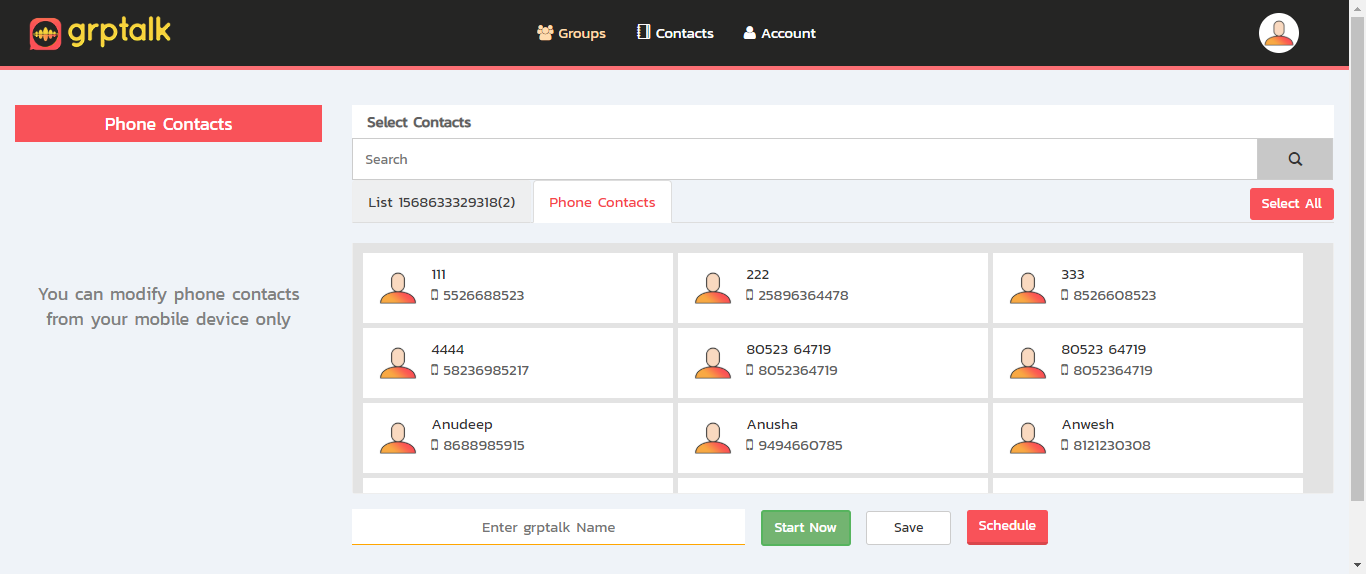 grptalk
Groups
Contacts
Account
Phone Contacts
You can modify phone contacts
from your mobile device only
Select Contacts
Search
List 1568633329318(2)
Phone Contacts
Select All
111
5526688523
222
25896364478
333
8526608523
4444
58236985217
80523 64719
8052364719
80523 64719
8052364719
Anudeep
8688985915
Anusha
9494660785
Anwesh
8121230308
Enter grptalk Name
Start Now
Save
Schedule